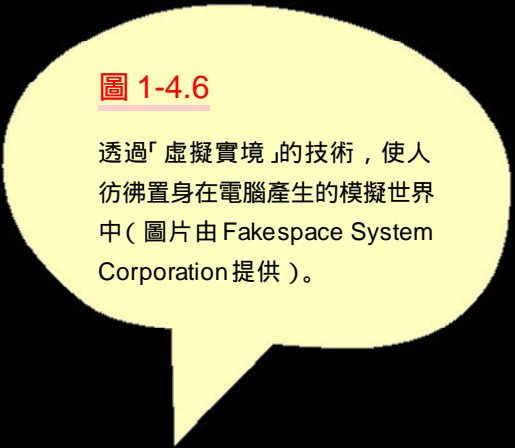 圖 1-4.6
透過「虛擬實境」的技術，使人
彷彿置身在電腦產生的模擬世界
中（圖片由 Fakespace System
Corporation 提供）。